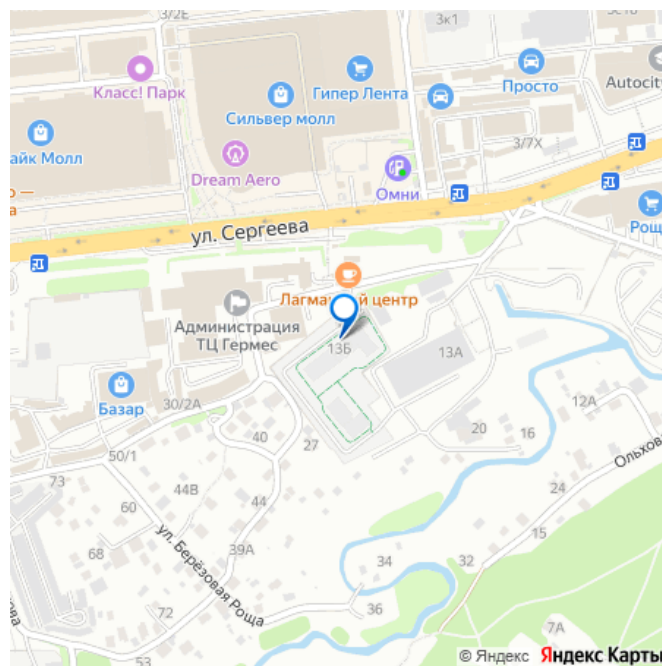 3/2Е
3к1
Класс! Парк
Гипер Лента
Просто
Autocity
Сильвер молл
айк Молл
3/7Х
Dream Aero
Омни
о —
а
Рощ
ул. Сергеева
Лагма
й центр
Администрация
ТЦ Гермес
13Б
13А
Базар
30/2А
12А
40
27
20
16
Ольхов
50/1
73
44В
44
24
60
15
68
ул. Берёзовая Роща
39А
34
32
36
72
7А
53
ова
© Яндекс Яндекс Карты